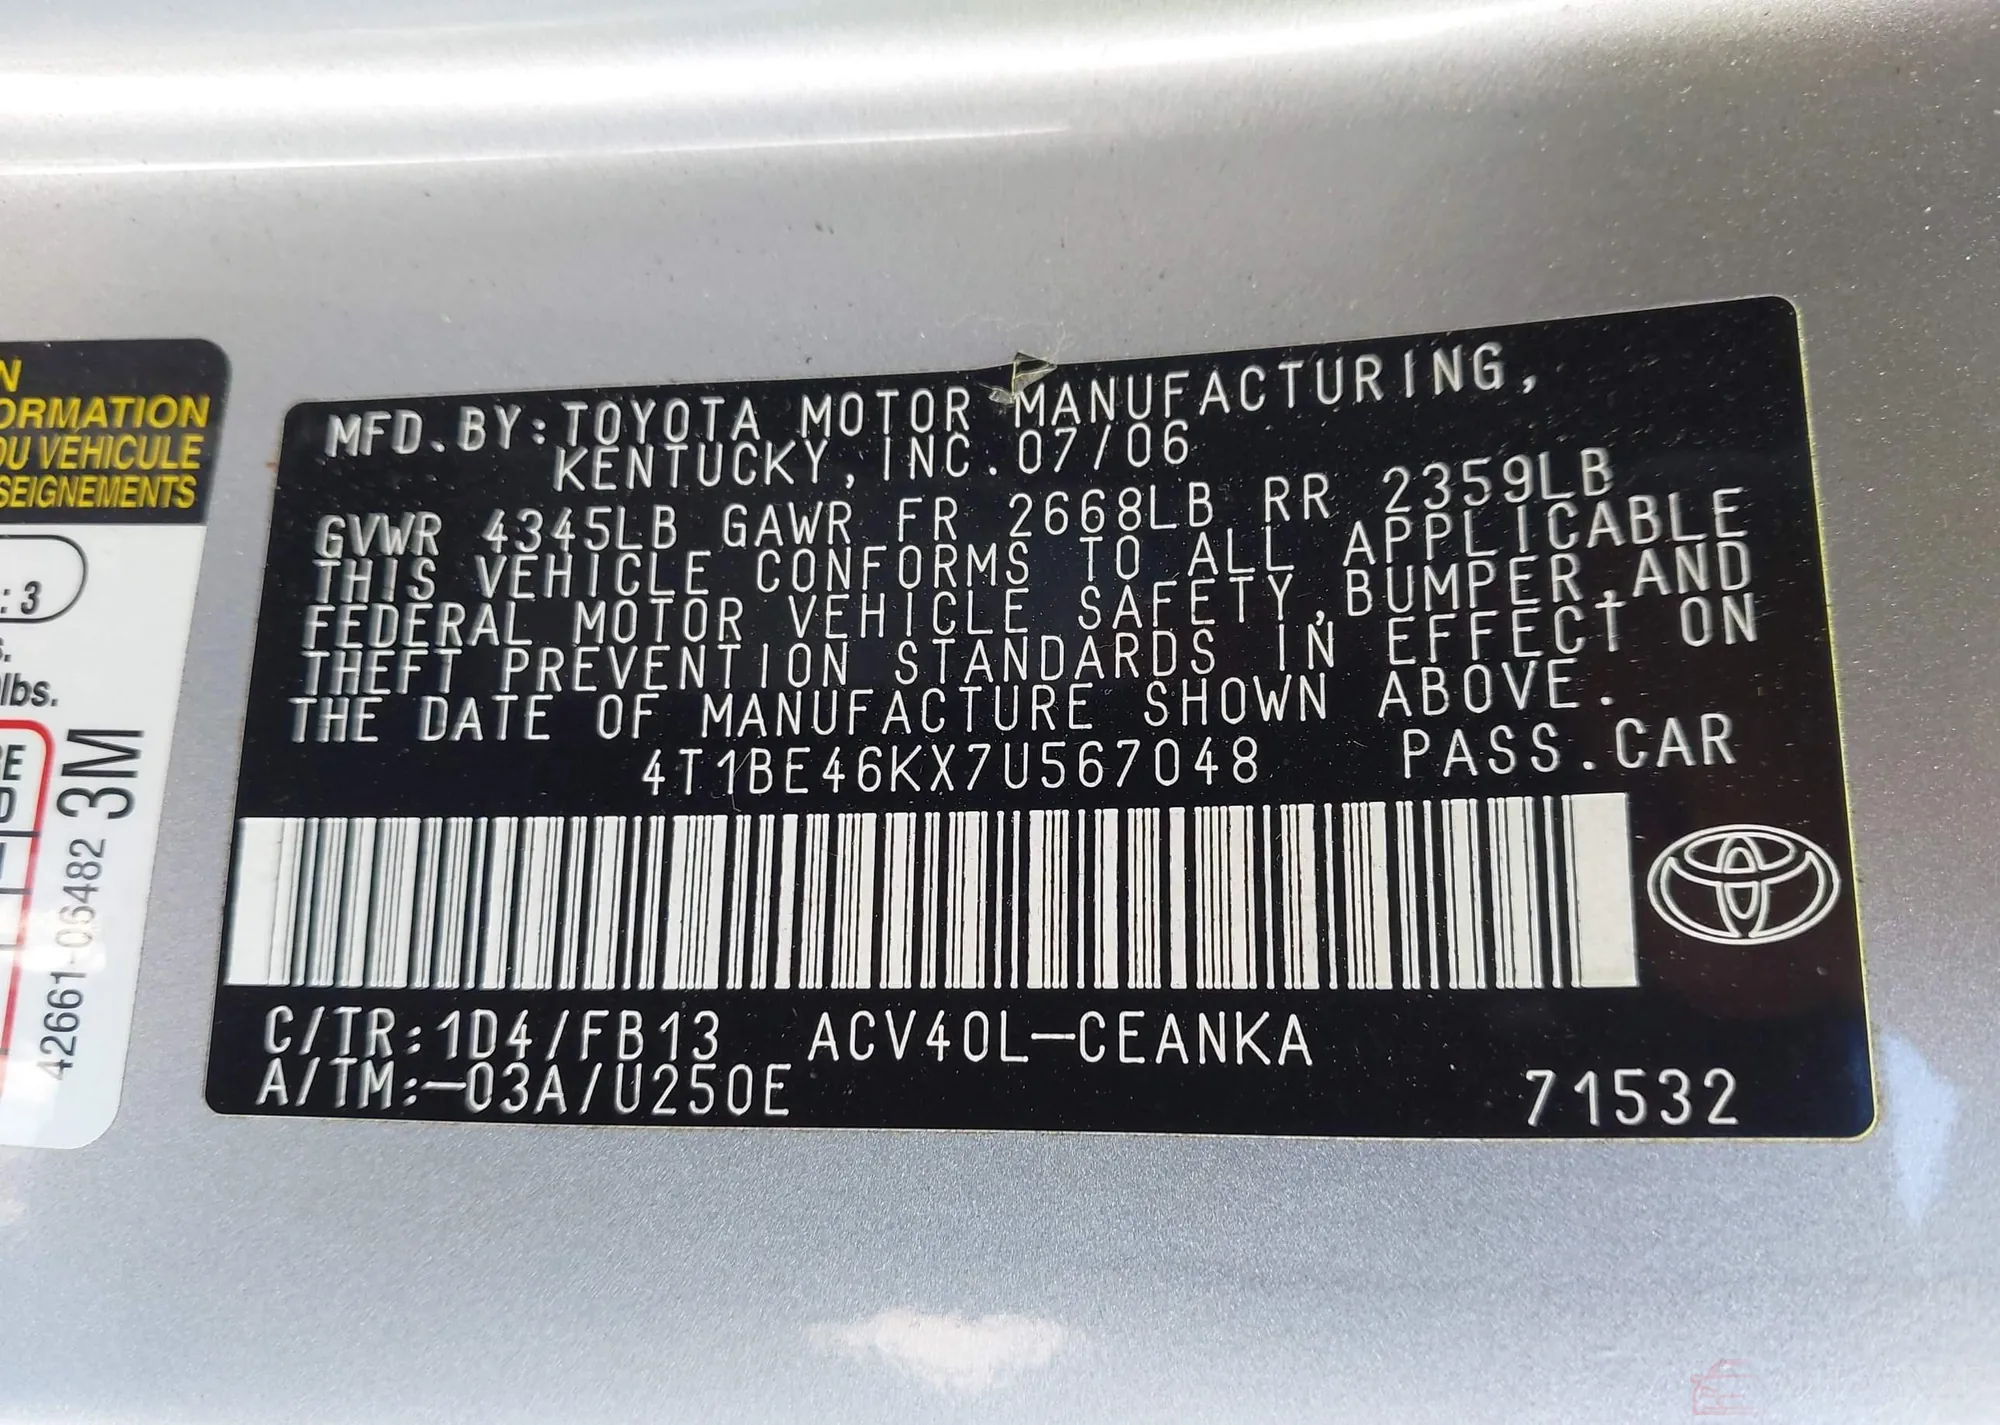 N
ORMATION
OU VÉHICULE
SEIGNEMENTS
: 3
lbs.
RE
D
3M
42661-06482
MFD.BY:TOYOTA MOTOR MANUFACTURING,
KENTUCKY, INC.07/06
GVWR 4345LB GAWR FR 2668LB RR 2359LB
THIS VEHICLE CONFORMS TO ALL APPLICABLE
FEDERAL MOTOR VEHICLE SAFETY,BUMPER,AND
THEFT PREVENTION STANDARDS IN EFFECT ON
THE DATE OF MANUFACTURE SHOWN ABOVE.
4T1BE46KX7U567048 PASS.CAR
C/TR:1D4/FB13 ACV40L-CEANKA
A/TM:-03A/U250E 71532